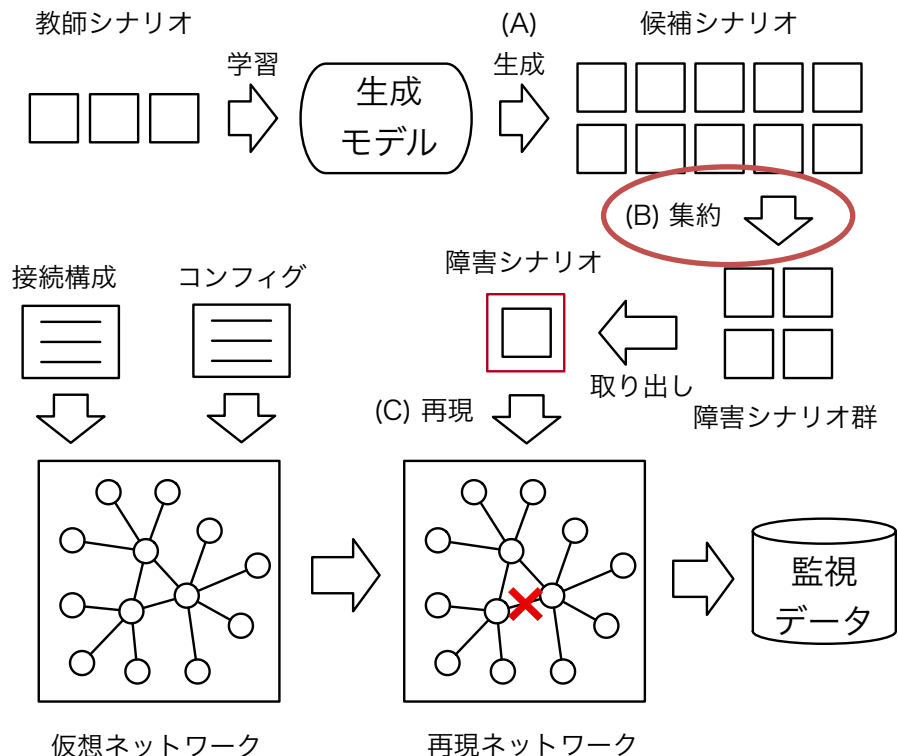 教師シナリオ
(A)
候補シナリオ
学習
生成
生成
モデル
(B) 集約
接続構成
コンフィグ
障害シナリオ
取り出し
(C) 再現
障害シナリオ群
監視
データ
仮想ネットワーク
再現ネットワーク